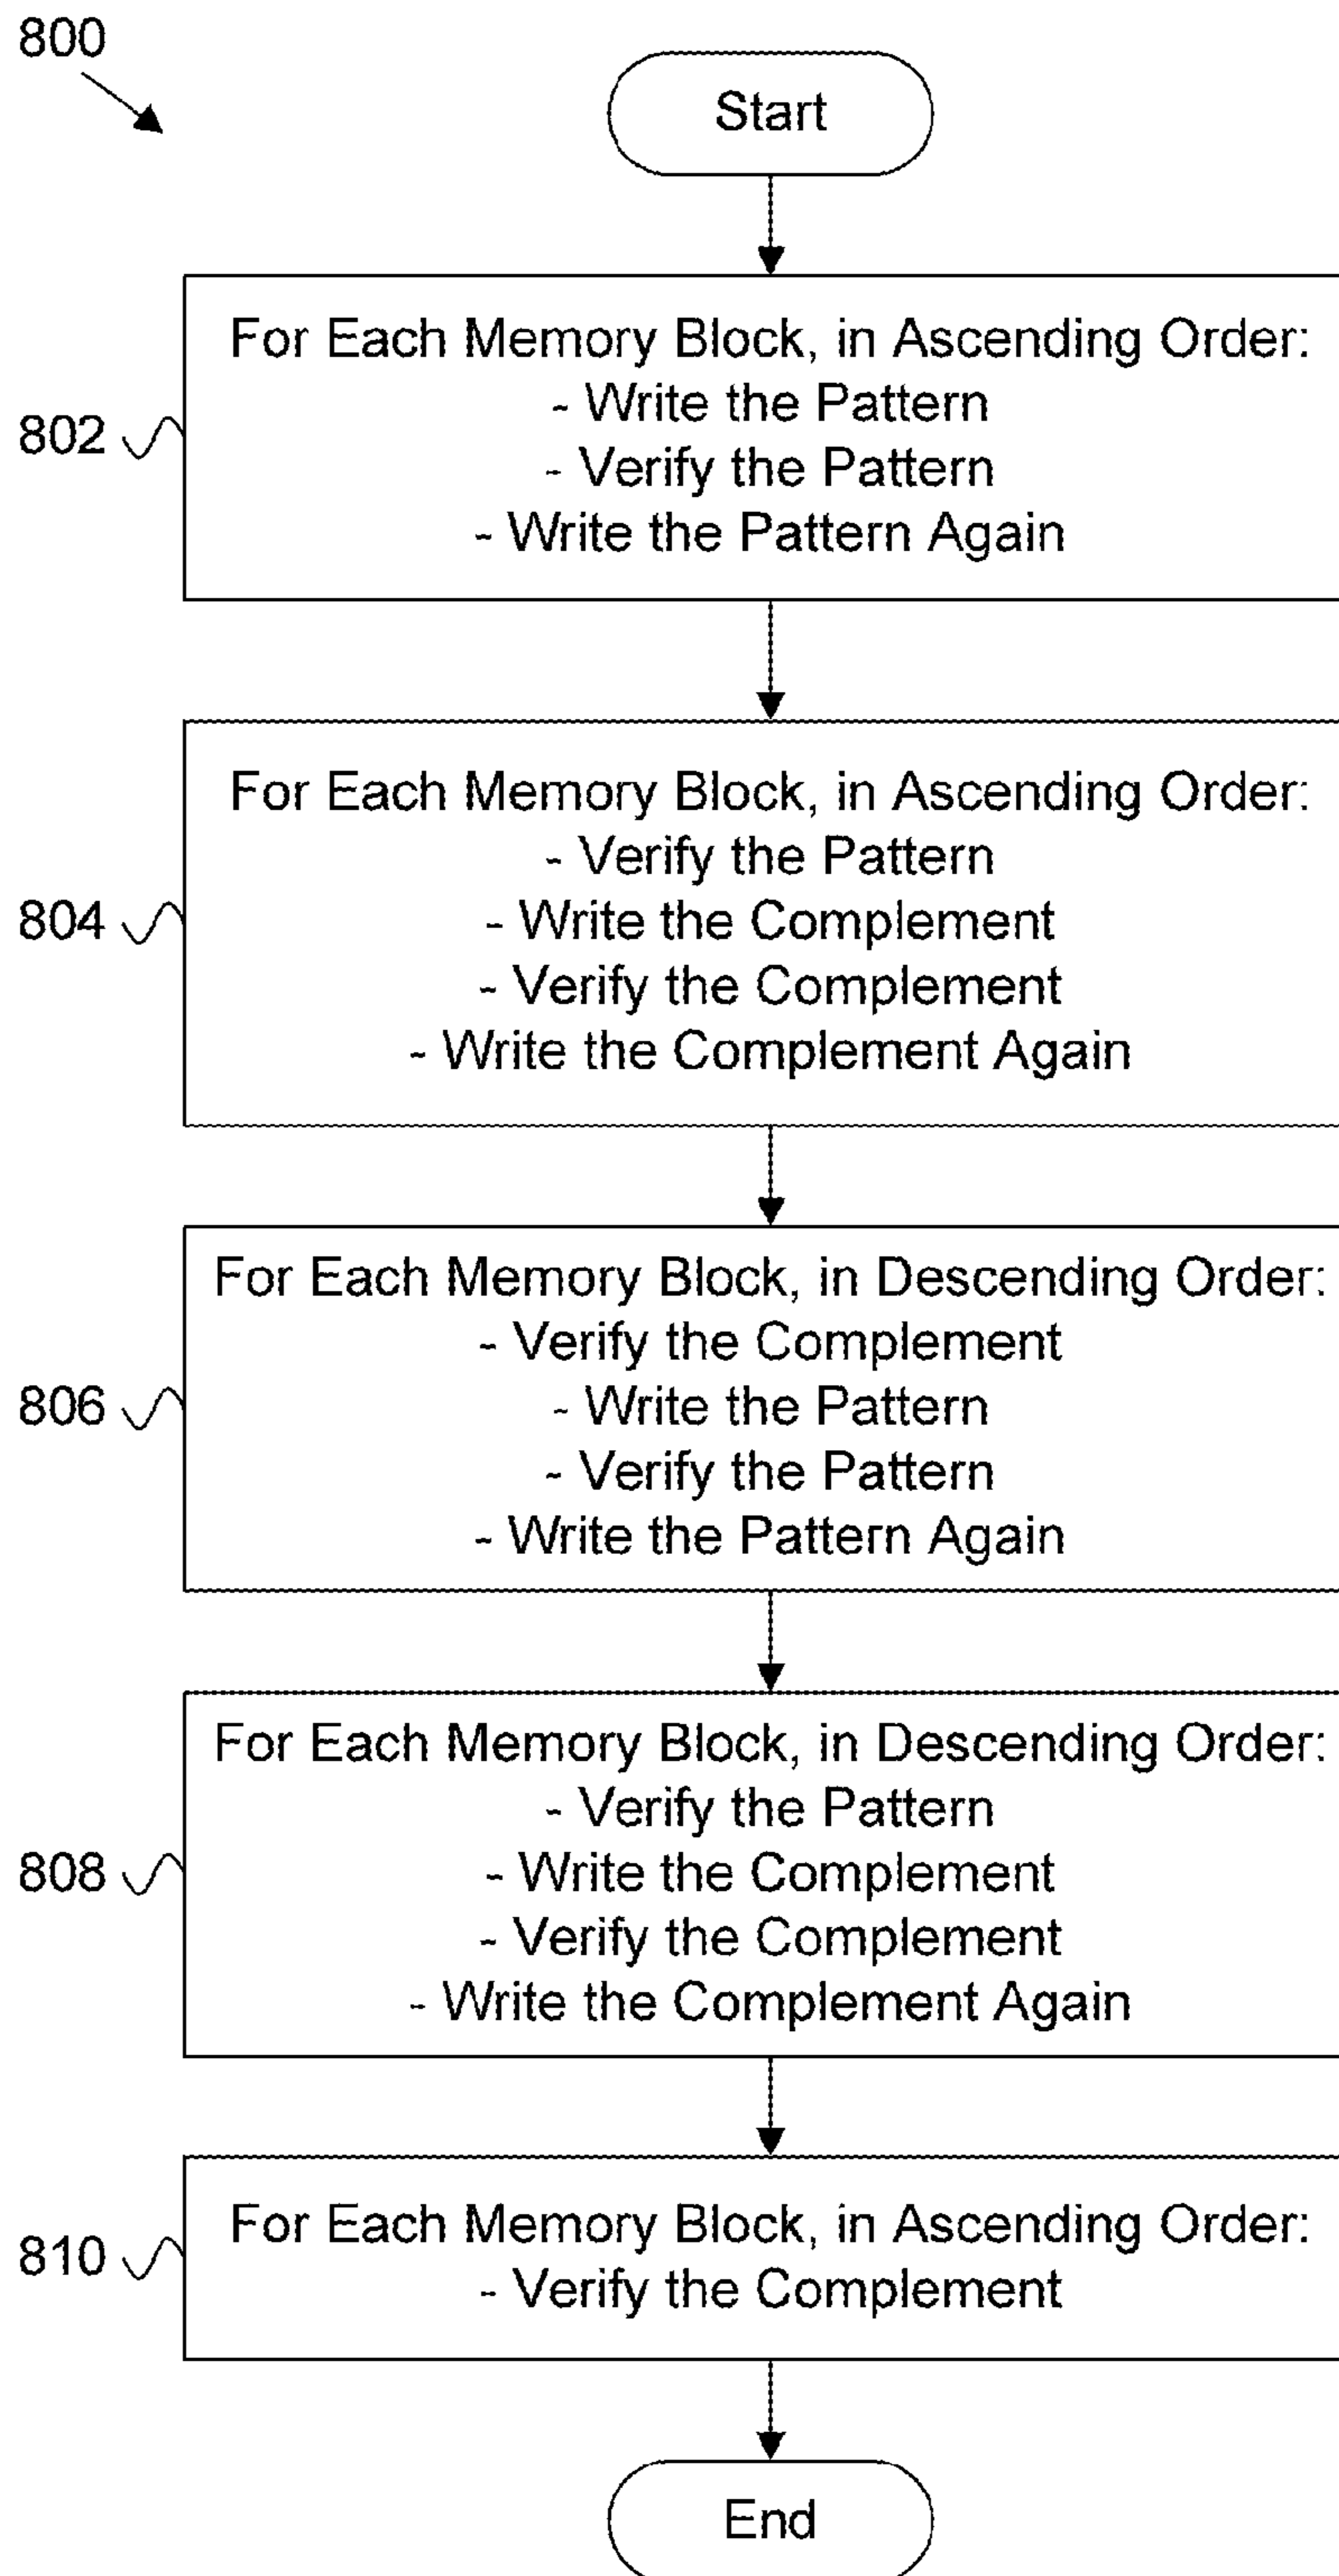 800
Start
802
For Each Memory Block, in Ascending Order:
- Write the Pattern
- Verify the Pattern
- Write the Pattern Again
804
For Each Memory Block, in Ascending Order:
- Verify the Pattern
- Write the Complement
- Verify the Complement
- Write the Complement Again
806
For Each Memory Block, in Descending Order:
- Verify the Complement
- Write the Pattern
- Verify the Pattern
- Write the Pattern Again
808
For Each Memory Block, in Descending Order:
- Verify the Pattern
- Write the Complement
- Verify the Complement
- Write the Complement Again
810
For Each Memory Block, in Ascending Order:
- Verify the Complement
End